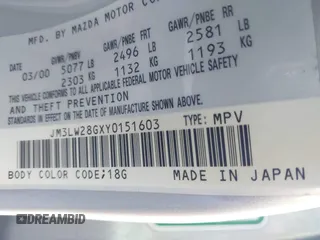 MFD. BY MAZDA MOTOR CO
GVWR/PNBV GAWR/PNBE FRT GAWR/PNBE RR
03/00 5077 LB 2496 LB 2581 LB
2303 KG 1132 KG 1193 KG
THIS VEHICLE CONFORMS TO ALL APPLICABLE
FEDERAL MOTOR VEHICLE SAFETY AND THEFT
PREVENTION STANDARDS IN EFFECT ON THE DATE
OF MANUFACTURE SHOWN ABOVE.
JM3LW28GXY0151603 TYPE: MPV
BODY COLOR CODE;18G MADE IN JAPAN
DREAMBID